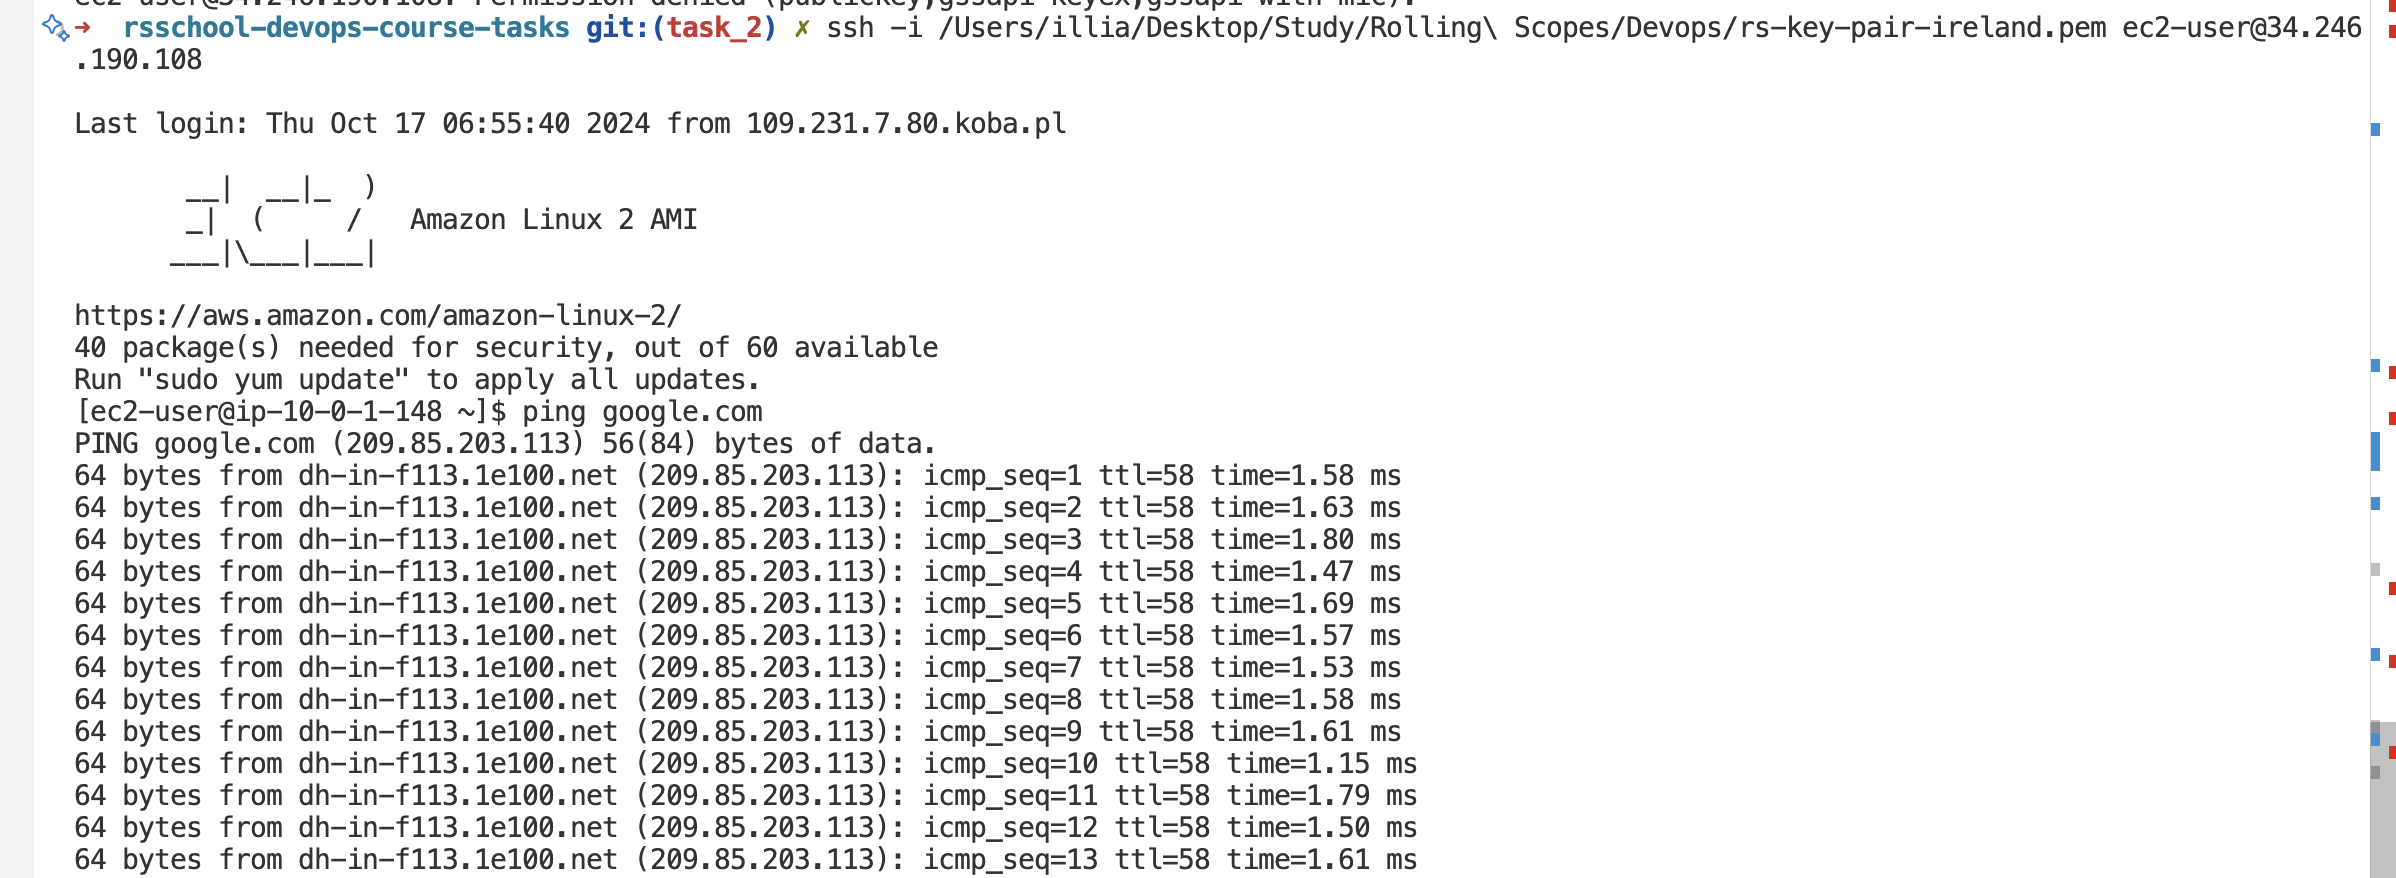 ec2-user@34.246.190.108: Permission denied (publickey,gssapi-keyex,gssapi-with-mic).
➜  rsschool-devops-course-tasks git:(task_2) ✗ ssh -i /Users/illia/Desktop/Study/Rolling\ Scopes/Devops/rs-key-pair-ireland.pem ec2-user@34.246
.190.108
Last login: Thu Oct 17 06:55:40 2024 from 109.231.7.80.koba.pl
       __|  __|_  )
       _|  (     /   Amazon Linux 2 AMI
      ___|\___|___|
https://aws.amazon.com/amazon-linux-2/
40 package(s) needed for security, out of 60 available
Run "sudo yum update" to apply all updates.
[ec2-user@ip-10-0-1-148 ~]$ ping google.com
PING google.com (209.85.203.113) 56(84) bytes of data.
64 bytes from dh-in-f113.1e100.net (209.85.203.113): icmp_seq=1 ttl=58 time=1.58 ms
64 bytes from dh-in-f113.1e100.net (209.85.203.113): icmp_seq=2 ttl=58 time=1.63 ms
64 bytes from dh-in-f113.1e100.net (209.85.203.113): icmp_seq=3 ttl=58 time=1.80 ms
64 bytes from dh-in-f113.1e100.net (209.85.203.113): icmp_seq=4 ttl=58 time=1.47 ms
64 bytes from dh-in-f113.1e100.net (209.85.203.113): icmp_seq=5 ttl=58 time=1.69 ms
64 bytes from dh-in-f113.1e100.net (209.85.203.113): icmp_seq=6 ttl=58 time=1.57 ms
64 bytes from dh-in-f113.1e100.net (209.85.203.113): icmp_seq=7 ttl=58 time=1.53 ms
64 bytes from dh-in-f113.1e100.net (209.85.203.113): icmp_seq=8 ttl=58 time=1.58 ms
64 bytes from dh-in-f113.1e100.net (209.85.203.113): icmp_seq=9 ttl=58 time=1.61 ms
64 bytes from dh-in-f113.1e100.net (209.85.203.113): icmp_seq=10 ttl=58 time=1.15 ms
64 bytes from dh-in-f113.1e100.net (209.85.203.113): icmp_seq=11 ttl=58 time=1.79 ms
64 bytes from dh-in-f113.1e100.net (209.85.203.113): icmp_seq=12 ttl=58 time=1.50 ms
64 bytes from dh-in-f113.1e100.net (209.85.203.113): icmp_seq=13 ttl=58 time=1.61 ms